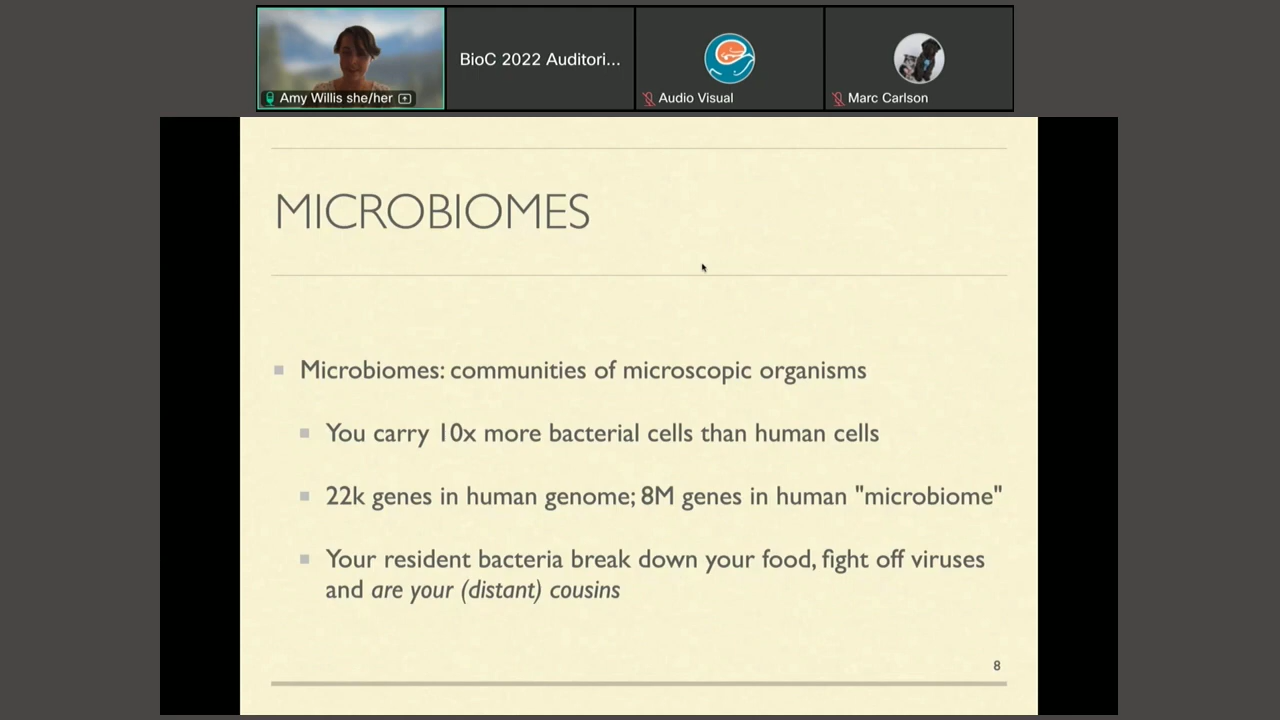 Amy Willis she/her
BioC 2022 Auditori...
Audio Visual
Marc Carlson
MICROBIOMES
Microbiomes: communities of microscopic organisms
You carry 10x more bacterial cells than human cells
22k genes in human genome; 8M genes in human "microbiome"
Your resident bacteria break down your food, fight off viruses
and are your (distant) cousins
8